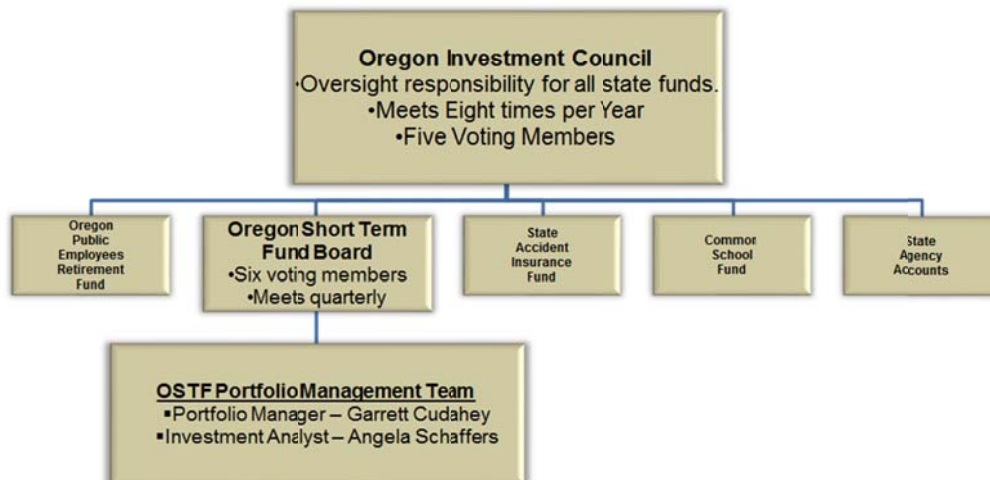 Oregon Investment Council
•Oversight responsibility for all state funds.
•Meets Eight times per Year
•Five Voting Members
Oregon
Public
Employees
Retirement
Fund
Oregon Short Term
Fund Board
•Six voting members
•Meets quarterly
State
Accident
Insurance
Fund
Common
School
Fund
State
Agency
Accounts
OSTF Portfolio Management Team
▪Portfolio Manager – Garrett Cudahey
▪Investment Analyst – Angela Schaffers